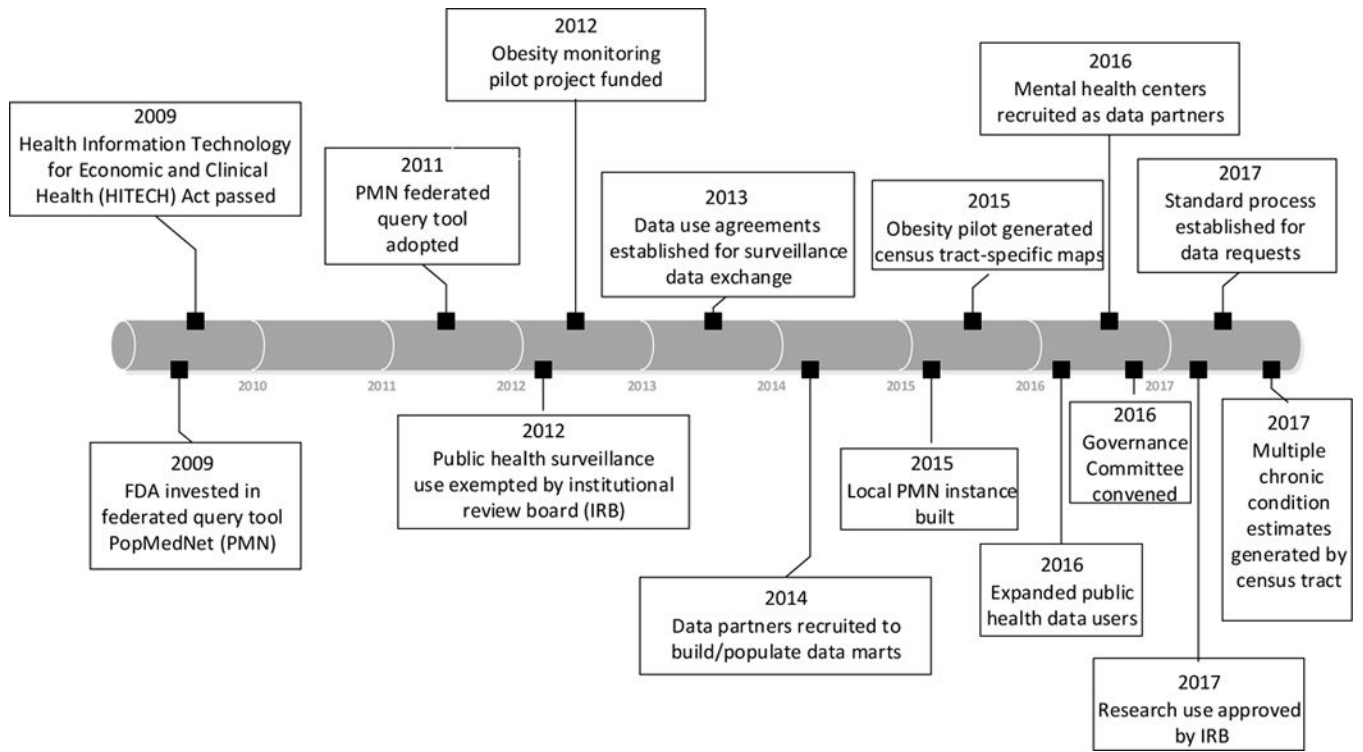 2009
Health Information Technology
for Economic and Clinical
Health (HITECH) Act passed
2011
PMN federated
query tool
adopted
2012
Obesity monitoring
pilot project funded
2013
Data use agreements
established for surveillance
data exchange
2015
Obesity pilot generated
census tract-specific maps
2016
Mental health centers
recruited as data partners
2017
Standard process
established for
data requests
2010
2011
2012
2013
2014
2015
2016
2017
2009
FDA invested in
federated query tool
PopMedNet (PMN)
2012
Public health surveillance
use exempted by institutional
review board (IRB)
2014
Data partners recruited to
build/populate data marts
2015
Local PMN instance
built
2016
Expanded public
health data users
2016
Governance
Committee
convened
2017
Research use approved by
IRB
2017
Multiple
chronic
condition
estimates
generated by
census tract